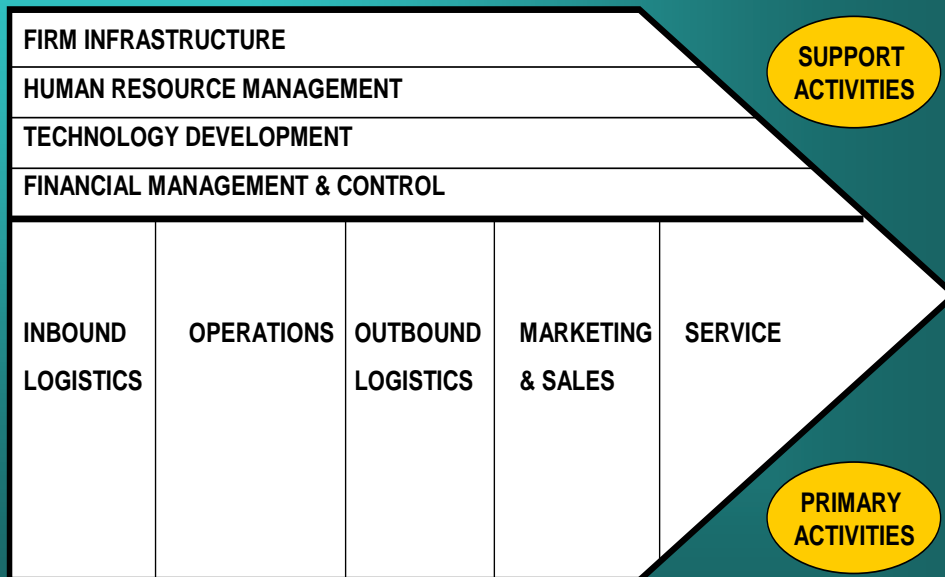 FIRM INFRASTRUCTURE
SUPPORT
ACTIVITIES
HUMAN RESOURCE MANAGEMENT
TECHNOLOGY DEVELOPMENT
FINANCIAL MANAGEMENT & CONTROL
INBOUND
LOGISTICS
OPERATIONS
OUTBOUND
LOGISTICS
MARKETING
& SALES
SERVICE
PRIMARY
ACTIVITIES